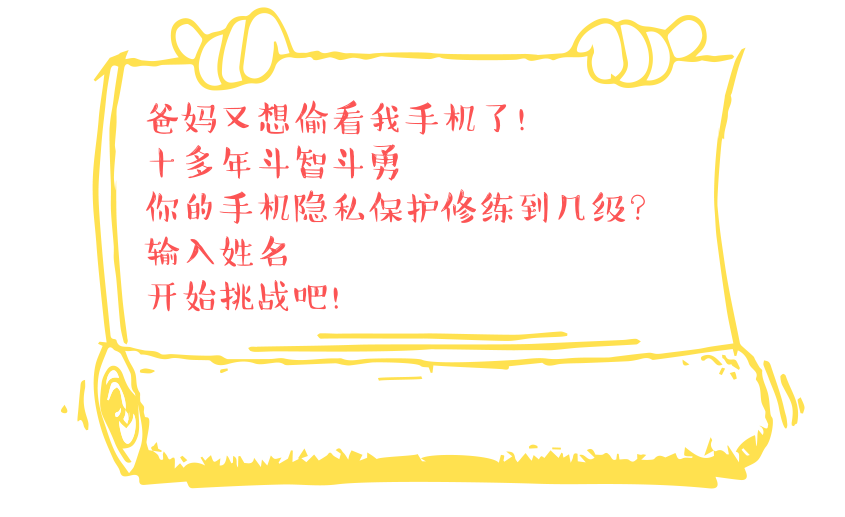 爸妈又想偷看我手机了!
十多年斗智斗勇
你的手机隐私保护修练到几级?
输入姓名
开始挑战吧!